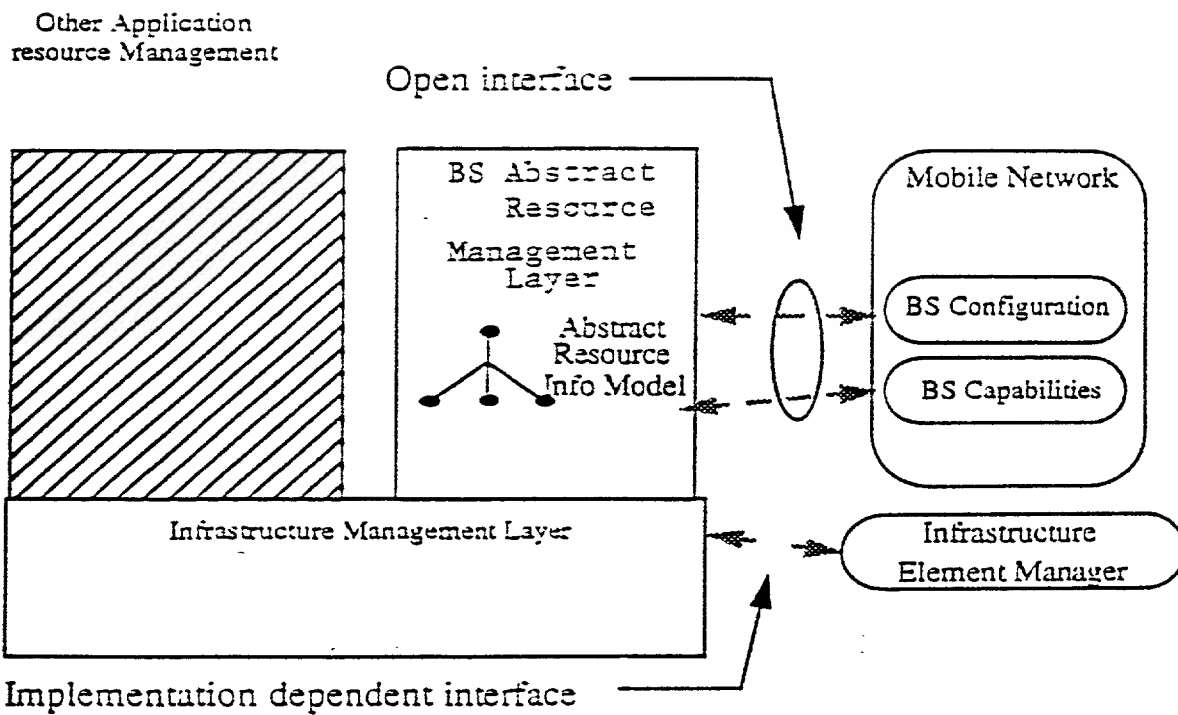 Other Application
resource Management
Open interface
BS Abstract
Resource
Management
Layer
Abstract
Resource
Info Model
Mobile Network
BS Configuration
BS Capabilities
Infrastructure Management Layer
Infrastructure
Element Manager
Implementation dependent interface